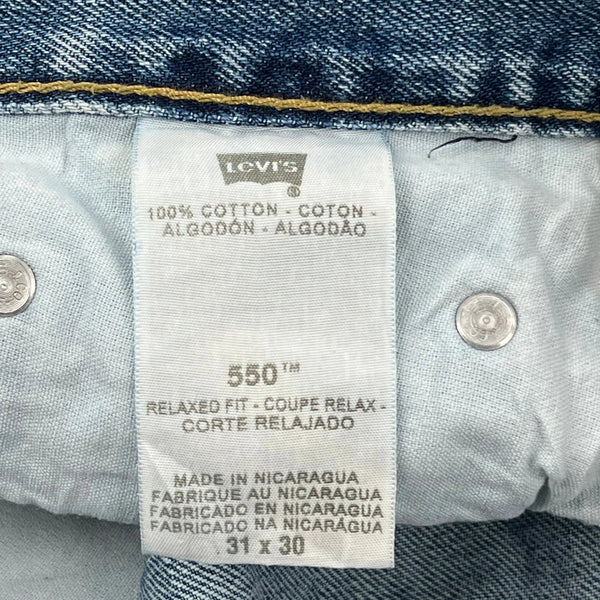 LEVI'S
®
100% COTTON - COTON -
ALGODÓN - ALGODÃO
550™
RELAXED FIT - COUPE RELAX -
CORTE RELAJADO
MADE IN NICARAGUA
FABRIQUE AU NICARAGUA
FABRICADO EN NICARAGUA
FABRICADO NA NICARAGUA
31 x 30